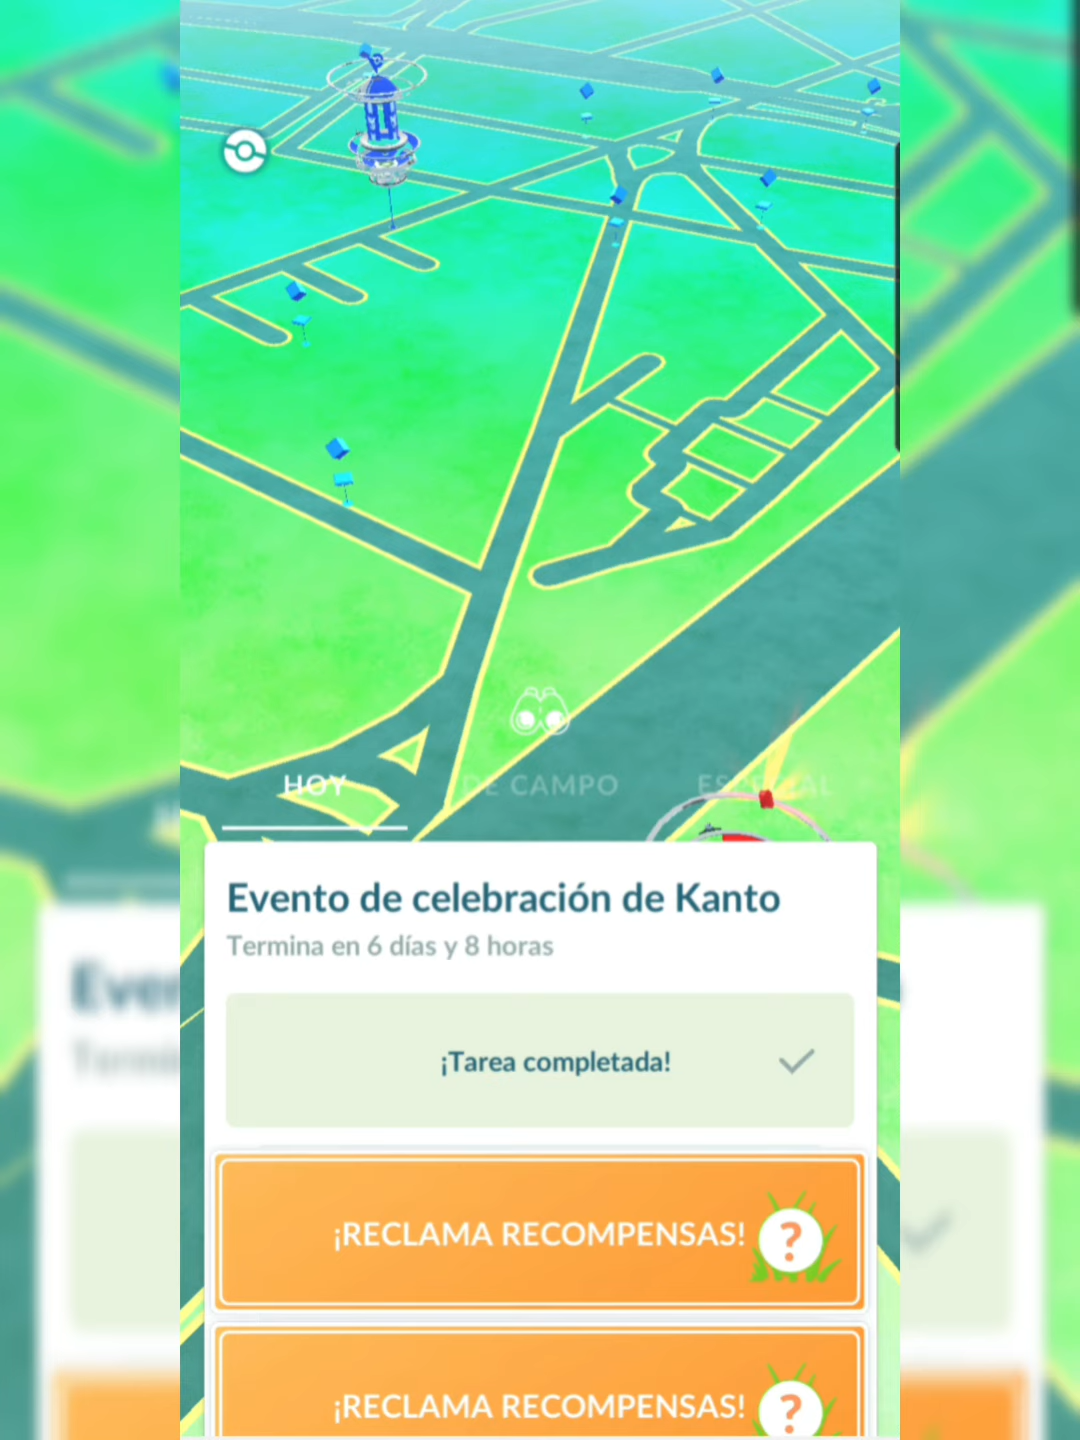 HOY
DE CAMPO
ESPECIAL
Evento de celebración de Kanto
Termina en 6 días y 8 horas
¡Tarea completada!
¡RECLAMA RECOMPENSAS!
?
¡RECLAMA RECOMPENSAS!
?